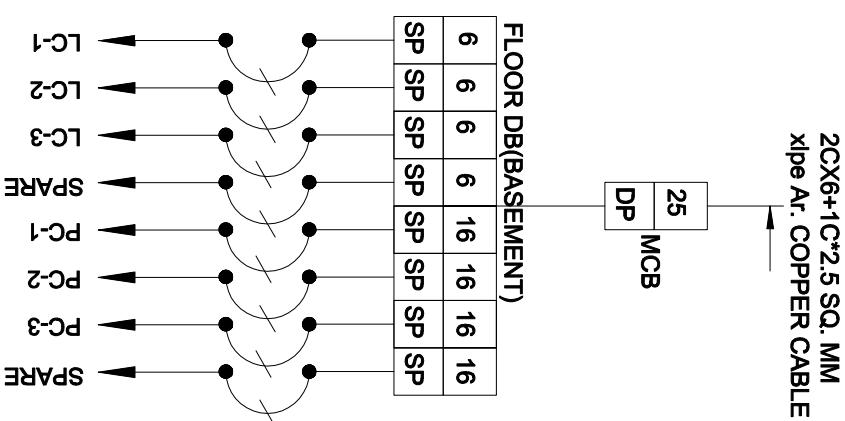 2CX6+1C*2.5 SQ. MM
xlpe Ar. COPPER CABLE
25
DP
MCB
FLOOR DB(BASEMENT)
6 SP LC-1
6 SP LC-2
6 SP LC-3
6 SP SPARE
16 SP PC-1
16 SP PC-2
16 SP PC-3
16 SP SPARE